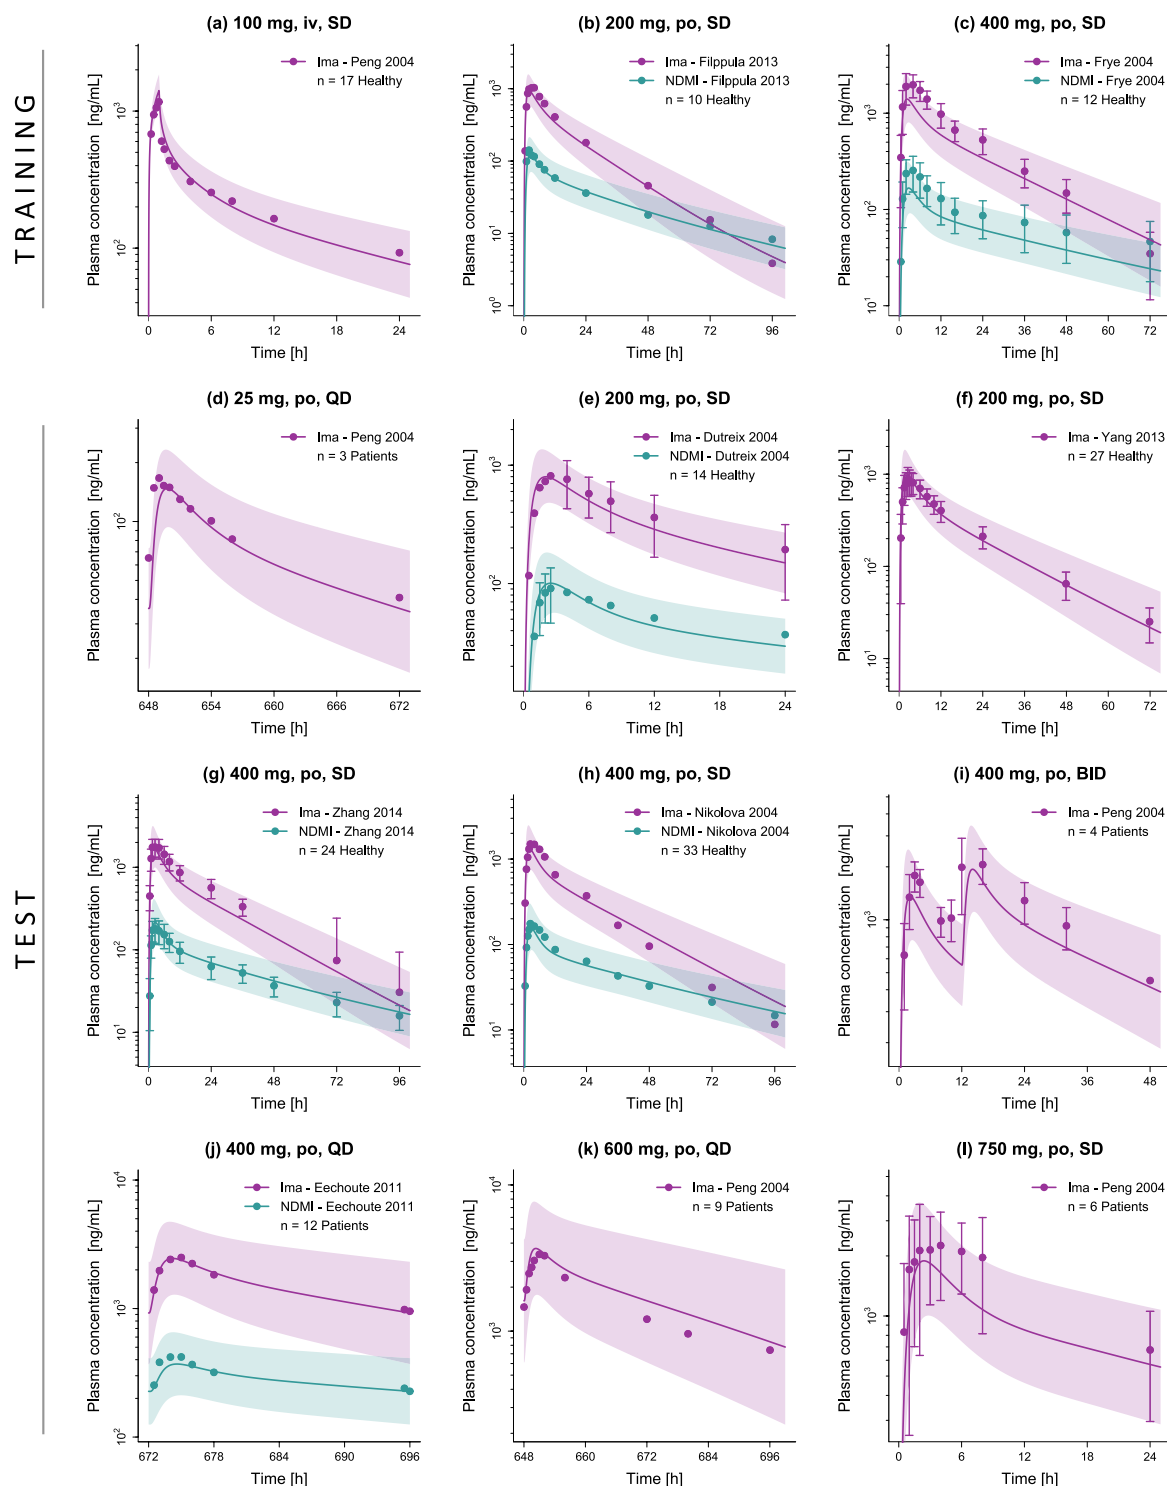 TRAINING
(a) 100 mg, iv, SD
Plasma concentration [ng/mL]
10³
10²
Ima - Peng 2004
n = 17 Healthy
0 6 12 18 24
Time [h]
(b) 200 mg, po, SD
Plasma concentration [ng/mL]
10³
10²
10¹
10⁰
Ima - Filppula 2013
NDMI - Filppula 2013
n = 10 Healthy
0 24 48 72 96
Time [h]
(c) 400 mg, po, SD
Plasma concentration [ng/mL]
10³
10²
10¹
Ima - Frye 2004
NDMI - Frye 2004
n = 12 Healthy
0 12 24 36 48 60 72
Time [h]
TEST
(d) 25 mg, po, QD
Plasma concentration [ng/mL]
10²
Ima - Peng 2004
n = 3 Patients
648 654 660 666 672
Time [h]
(e) 200 mg, po, SD
Plasma concentration [ng/mL]
10³
10²
Ima - Dutreix 2004
NDMI - Dutreix 2004
n = 14 Healthy
0 6 12 18 24
Time [h]
(f) 200 mg, po, SD
Plasma concentration [ng/mL]
10³
10²
10¹
Ima - Yang 2013
n = 27 Healthy
0 12 24 36 48 60 72
Time [h]
(g) 400 mg, po, SD
Plasma concentration [ng/mL]
10³
10²
10¹
Ima - Zhang 2014
NDMI - Zhang 2014
n = 24 Healthy
0 24 48 72 96
Time [h]
(h) 400 mg, po, SD
Plasma concentration [ng/mL]
10³
10²
10¹
Ima - Nikolova 2004
NDMI - Nikolova 2004
n = 33 Healthy
0 24 48 72 96
Time [h]
(i) 400 mg, po, BID
Plasma concentration [ng/mL]
10³
Ima - Peng 2004
n = 4 Patients
0 12 24 36 48
Time [h]
(j) 400 mg, po, QD
Plasma concentration [ng/mL]
10⁴
10³
10²
Ima - Eechoute 2011
NDMI - Eechoute 2011
n = 12 Patients
672 678 684 690 696
Time [h]
(k) 600 mg, po, QD
Plasma concentration [ng/mL]
10⁴
10³
Ima - Peng 2004
n = 9 Patients
648 660 672 684 696
Time [h]
(l) 750 mg, po, SD
Plasma concentration [ng/mL]
10³
Ima - Peng 2004
n = 6 Patients
0 6 12 18 24
Time [h]